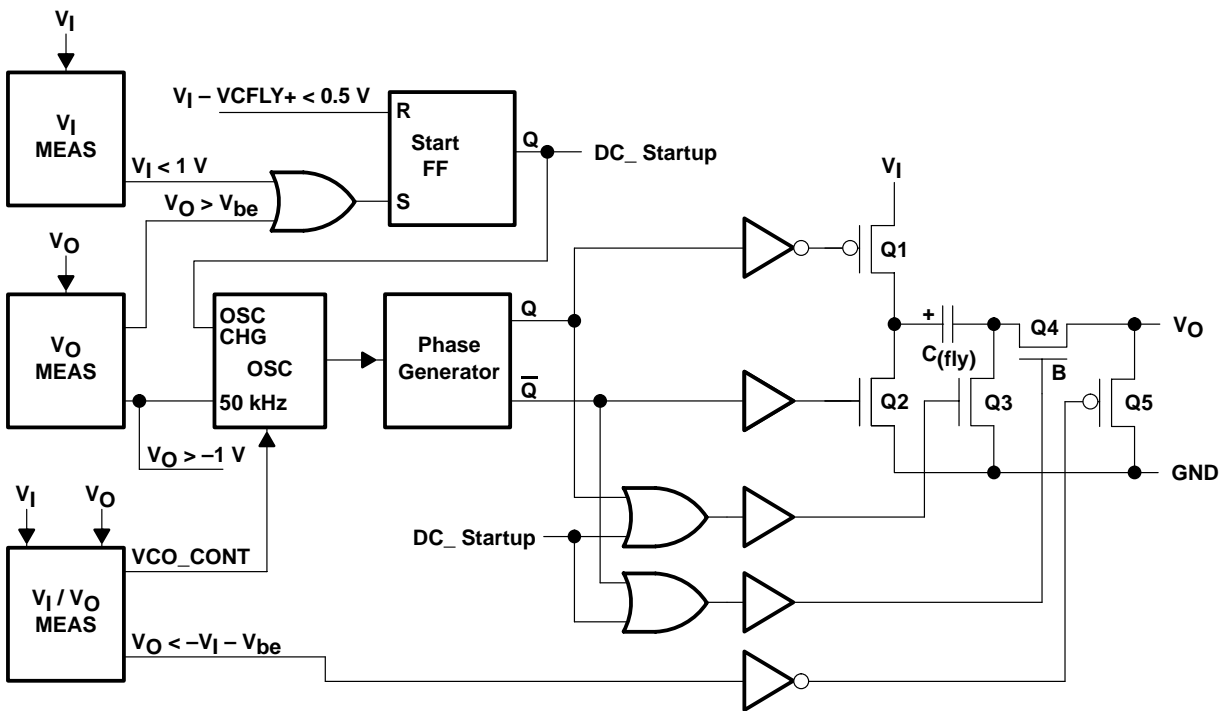 VI
VI
MEAS
VI < 1 V
VO > Vbe
VI – VCFLY+ < 0.5 V
R
Start
FF
Q
S
DC_ Startup
VO
VO
MEAS
OSC
CHG
OSC
50 kHz
VO > –1 V
Phase
Generator
Q
Q̅
VI
Q1
+
C(fly)
Q4
B
VO
Q2
Q3
Q5
GND
VI
VO
VI / VO
MEAS
VCO_CONT
VO < –VI – Vbe
DC_ Startup